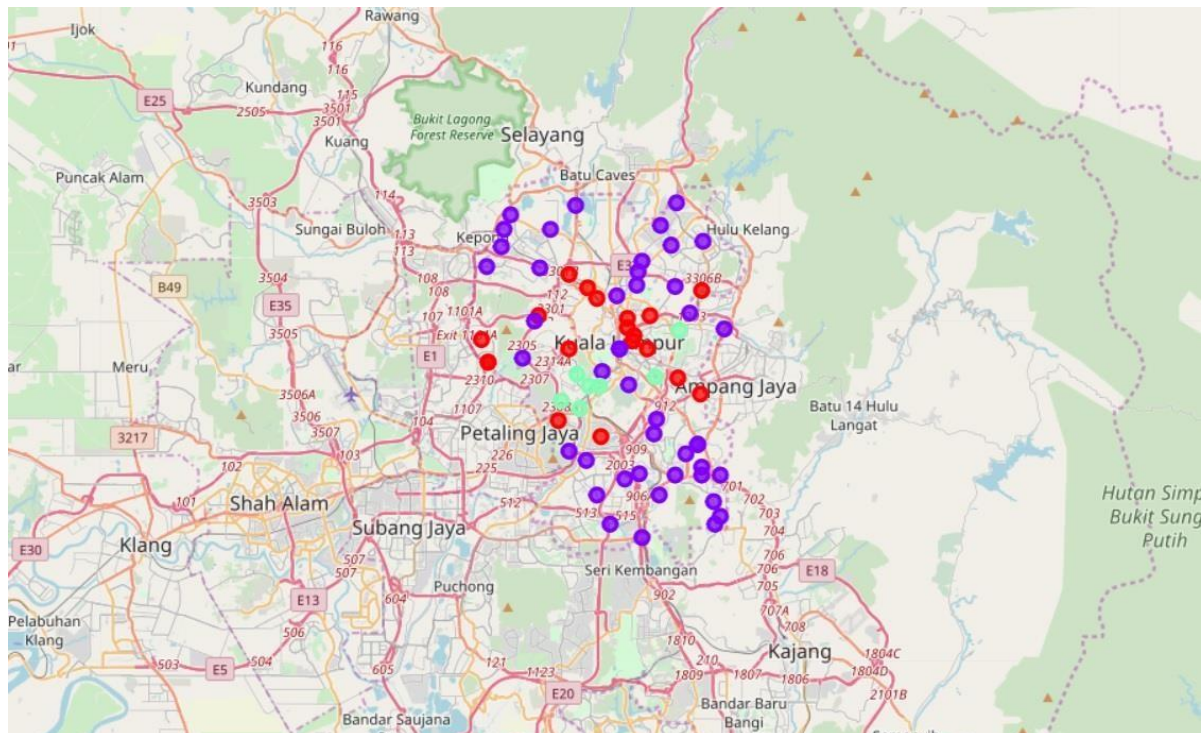 Rawang
Ijok
116
Kundang
116
E25
2505
115
3501
3501
Kuang
Bukit Lagong
Forest Reserve
Selayang
Puncak Alam
Batu Caves
114
3503
Sungai Buloh
113
113
Kepong
Hulu Kelang
108
3306B
B49
3504
108
112
E35
1101A
107
3505
2305
Kuala Lumpur
E1
2314A
Meru
2310
2307
Ampang Jaya
3506A
1107
912
Batu 14 Hulu
Langat
3506
104
3217
3507
Petaling Jaya
909
102
103
226
2003
225
701
101
Shah Alam
512
906
702
Hutan Simp
Bukit Sung
Putih
513
515
703
Subang Jaya
704
Klang
E30
507
706
Seri Kembangan
E18
507
706
Puchong
902
705
E13
604
707A
Pelabuhan
Klang
506
708
1810
Kajang
503
504
121
210
1804C
E5
605
1123
1809
1807
1806
1804D
E20
2101B
Bandar Saujana
Bandar Baru
Bangi